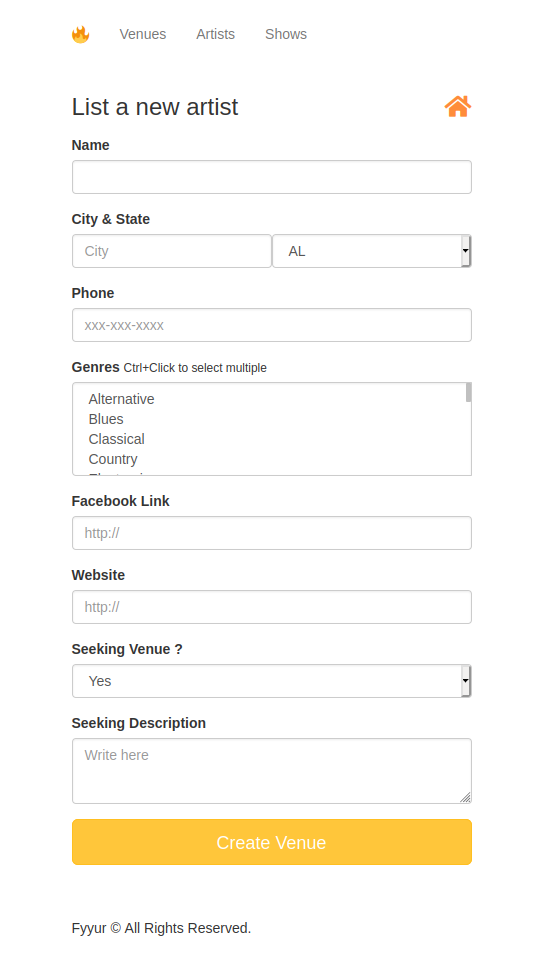 Venues Artists Shows
List a new artist
Name
City & State
City AL
Phone
xxx-xxx-xxxx
Genres Ctrl+Click to select multiple
Alternative
Blues
Classical
Country
Facebook Link
http://
Website
http://
Seeking Venue ?
Yes
Seeking Description
Write here
Create Venue
Fyyur © All Rights Reserved.